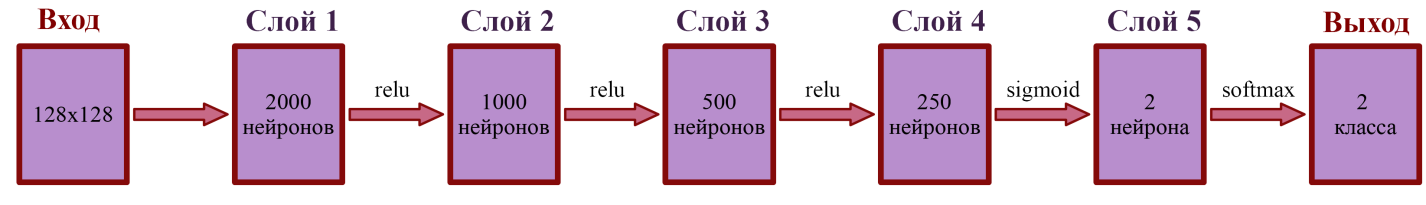 Вход
Слой 1
Слой 2
Слой 3
Слой 4
Слой 5
Выход
128x128
2000
нейронов
relu
1000
нейронов
relu
500
нейронов
relu
250
нейронов
sigmoid
2
нейрона
softmax
2
класса